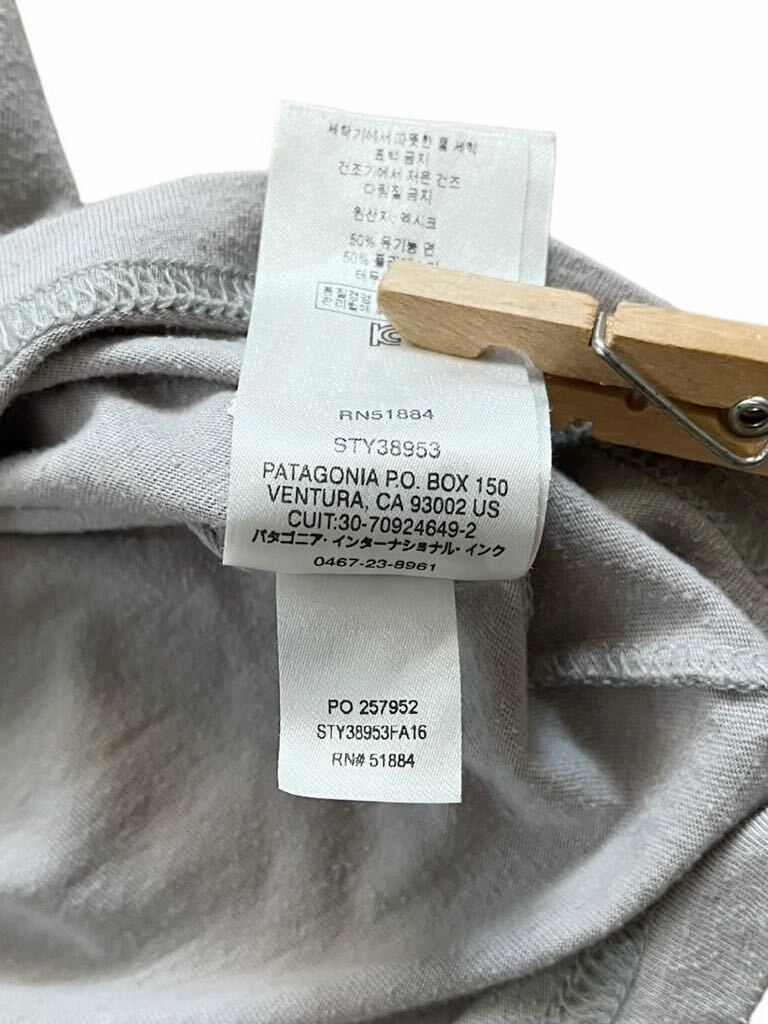 세탁기에서 따뜻한 물 세탁
표백 금지
건조기에서 저온 건조
다림질 금지
원산지: 멕시코
50% 유기농 면
50%
RN51884
STY38953
PATAGONIA P.O. BOX 150
VENTURA, CA 93002 US
CUIT:30-70924649-2
パタゴニア・インターナショナル・インク
0467-23-8961
PO 257952
STY38953FA16
RN# 51884